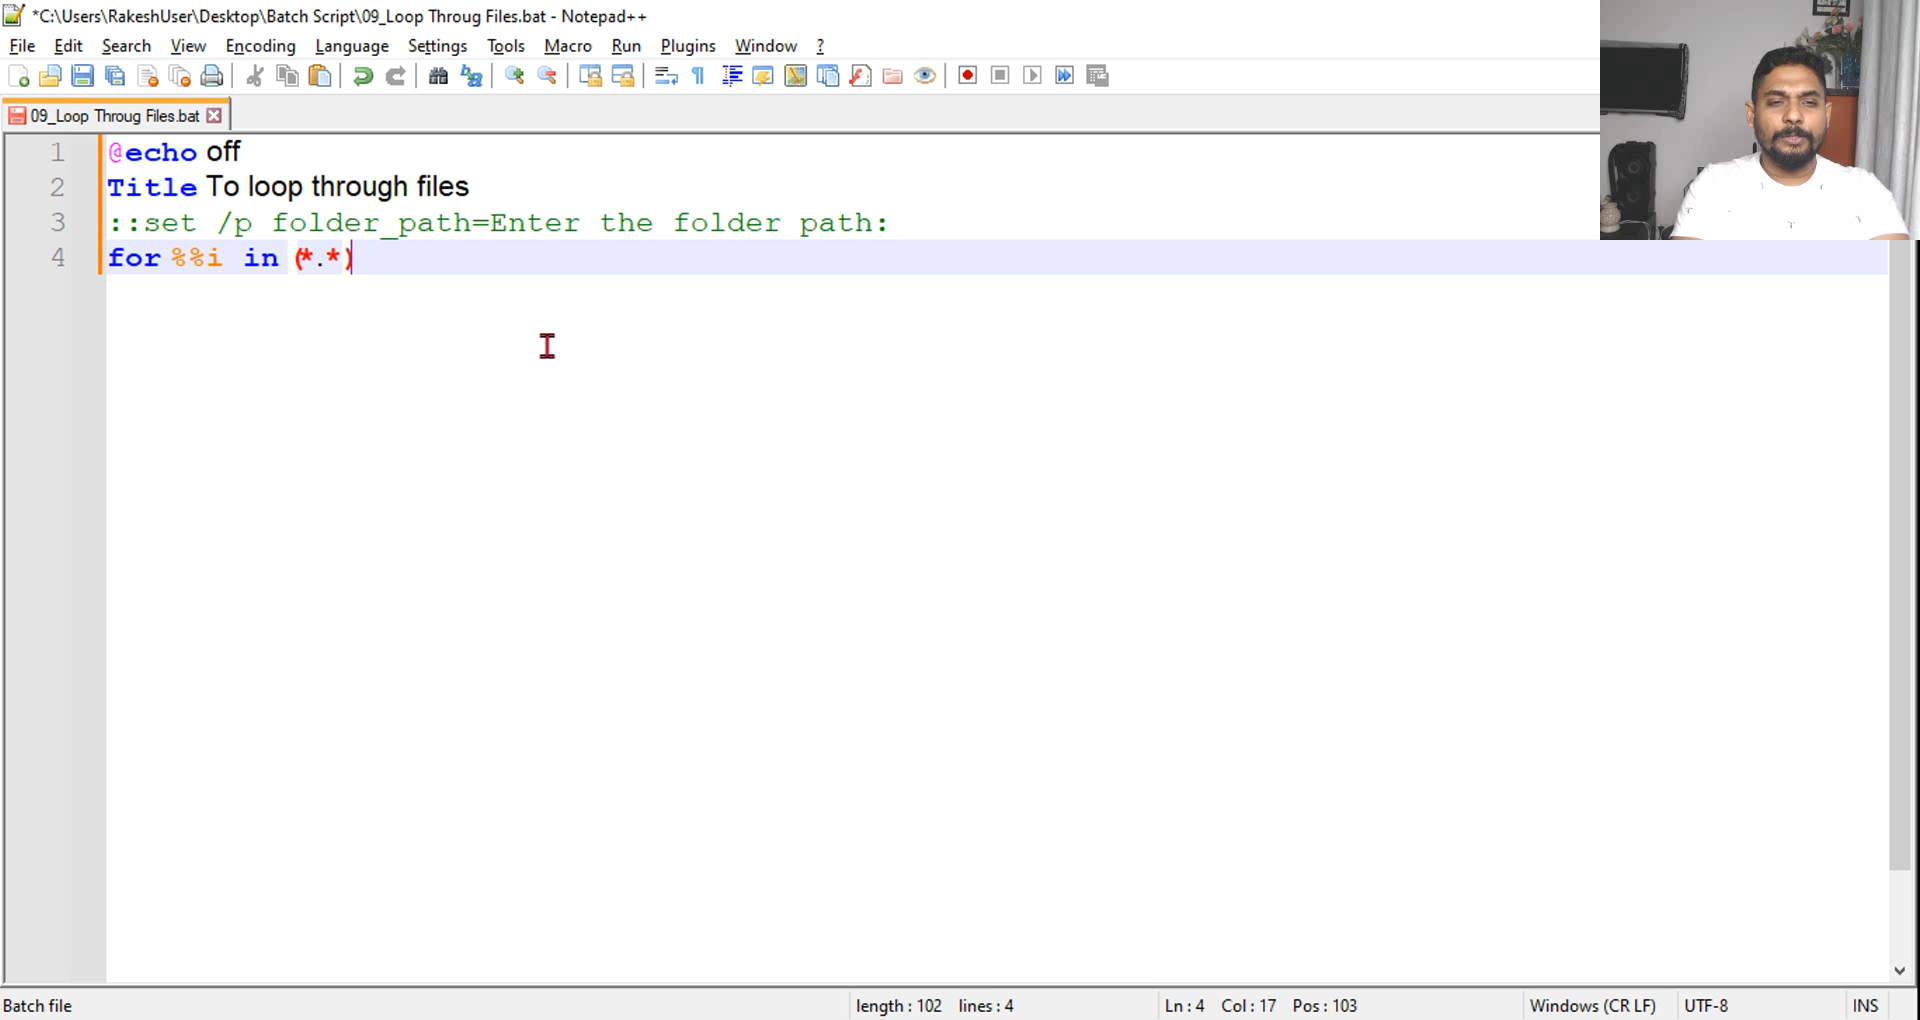 *C:\Users\RakeshUser\Desktop\Batch Script\09_Loop Throug Files.bat - Notepad++
File Edit Search View Encoding Language Settings Tools Macro Run Plugins Window ?
09_Loop Throug Files.bat
1 @echo off
2 Title To loop through files
3 ::set /p folder_path=Enter the folder path:
4 for %%i in (*.*)
Batch file length : 102 lines : 4 Ln : 4 Col : 17 Pos : 103 Windows (CR LF) UTF-8 INS